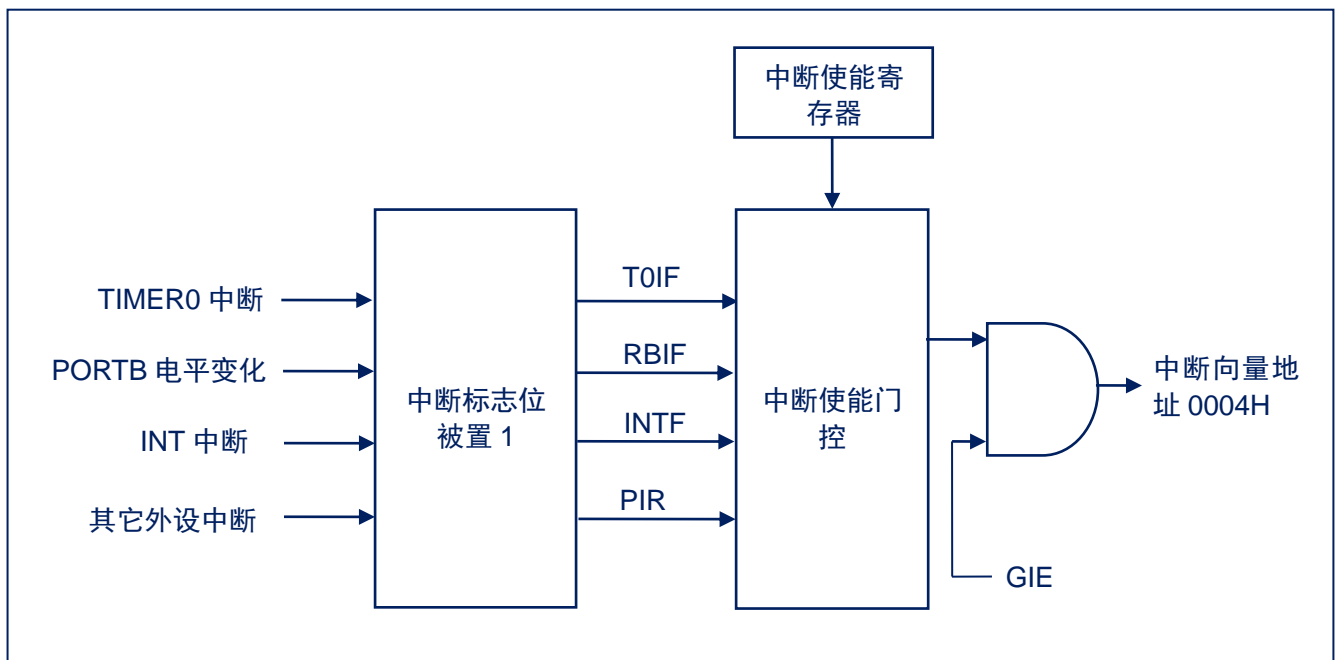 中断使能寄
存器
TIMER0 中断
PORTB 电平变化
INT 中断
其它外设中断
中断标志位
被置 1
T0IF
RBIF
INTF
PIR
中断使能门
控
GIE
中断向量地
址 0004H